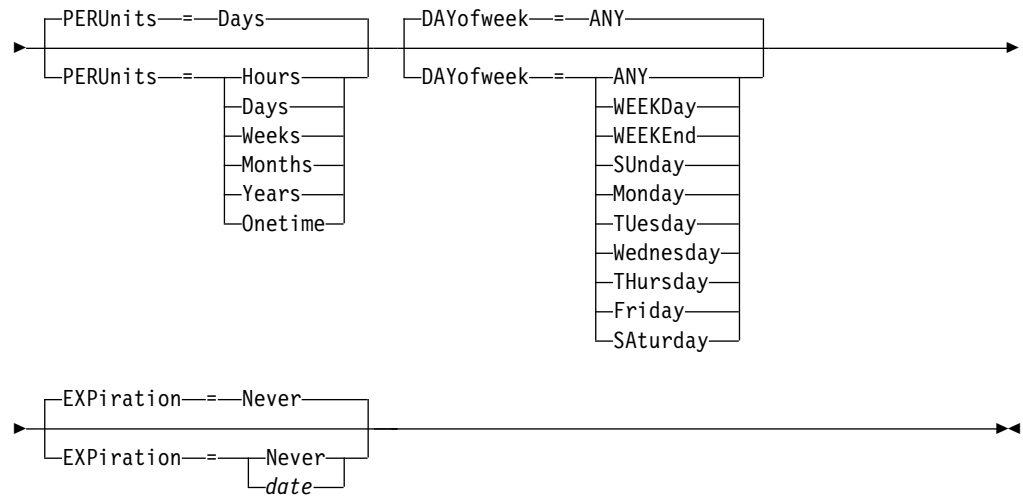 PERUnits = Days DAYofweek = ANY
PERUnits = Hours DAYofweek = ANY
Days WEEKDay
Weeks WEEKEnd
Months SUnday
Years Monday
Onetime TUesday
Wednesday
THursday
Friday
SAturday
EXPiration = Never
EXPiration = Never
date